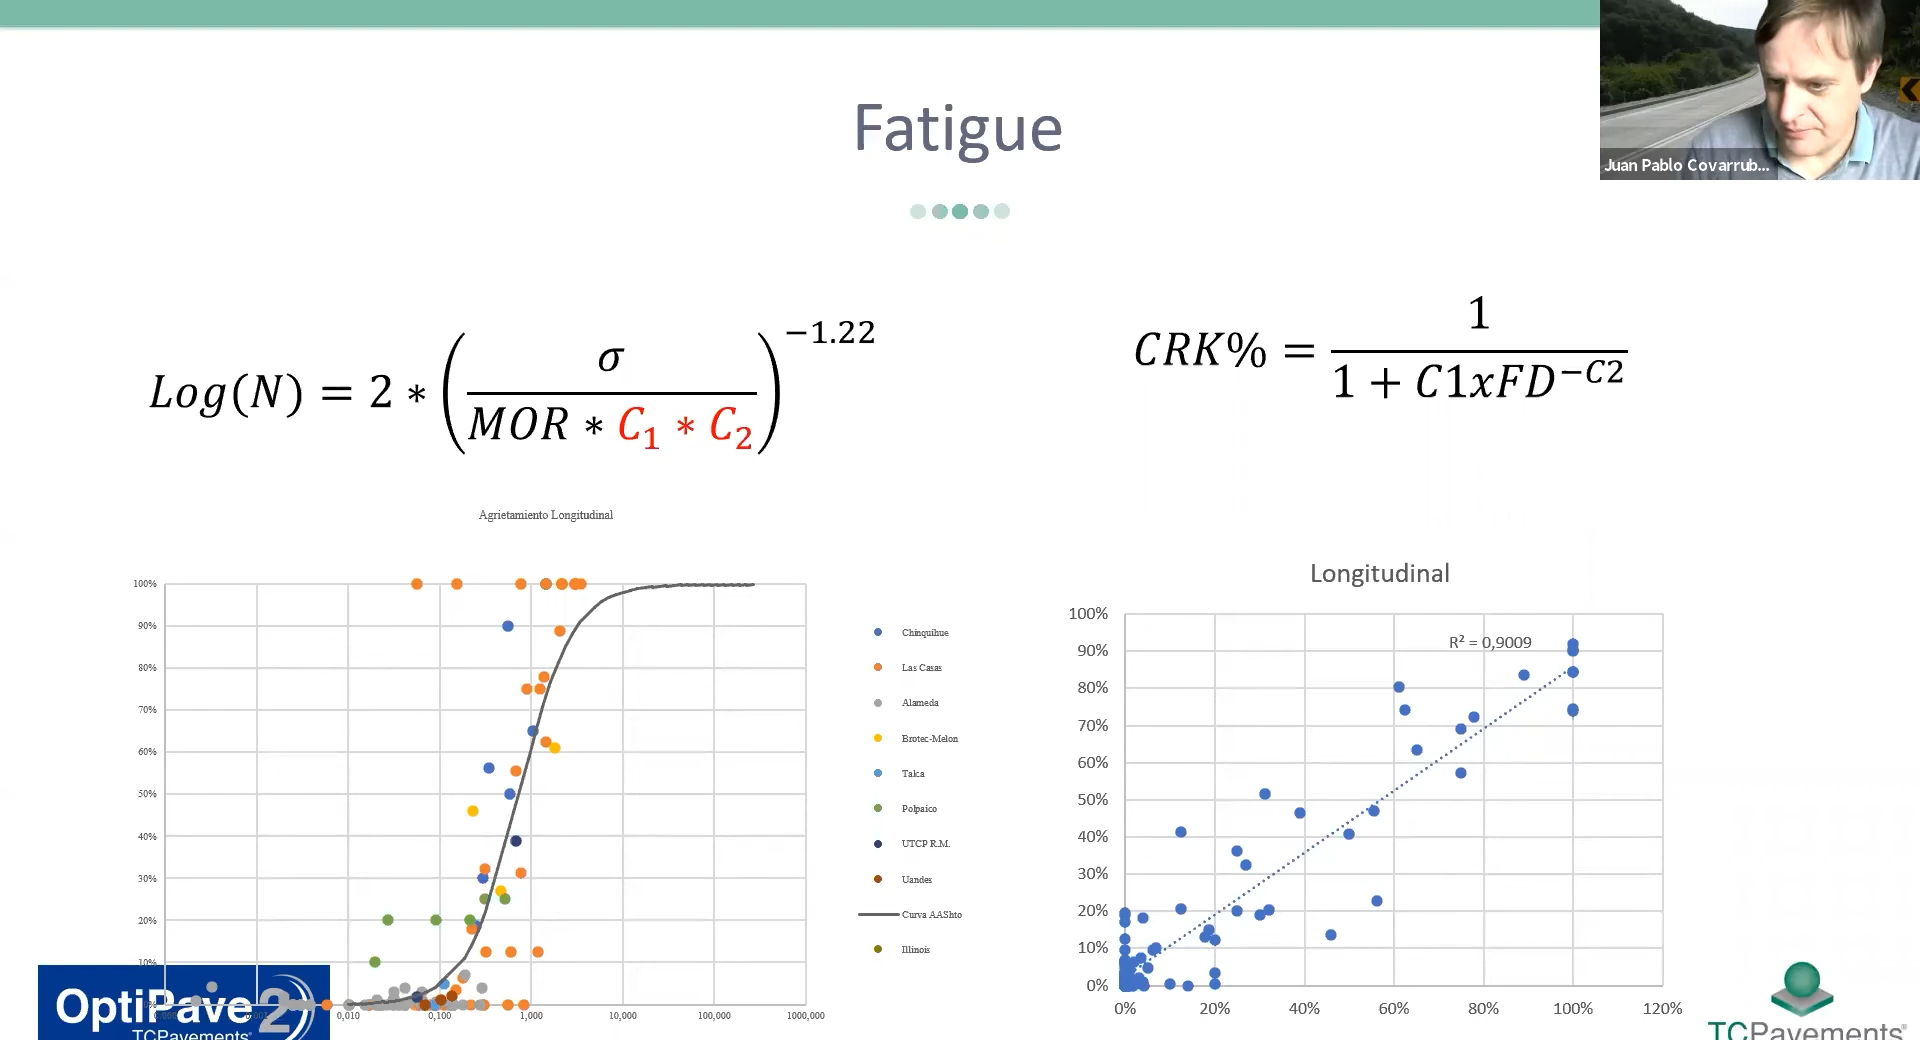 Juan Pablo Covarrub...
Fatigue
Log(N) = 2 * (σ / MOR * C₁ * C₂)^−1.22
CRK% = 1 / 1 + C1xFD^−C2
Agrietamiento Longitudinal
100%
90%
80%
70%
60%
50%
40%
30%
20%
10%
0,010
0,100
1,000
10,000
100,000
1000,000
Chinquihue
Las Casas
Alameda
Brotec-Melon
Talca
Polpaico
UTCP R.M.
Uandes
Curva AAShto
Illinois
Longitudinal
R² = 0,9009
100%
90%
80%
70%
60%
50%
40%
30%
20%
10%
0%
0%
20%
40%
60%
80%
100%
120%
OptiPave2
TCPavements®
TCPavements®